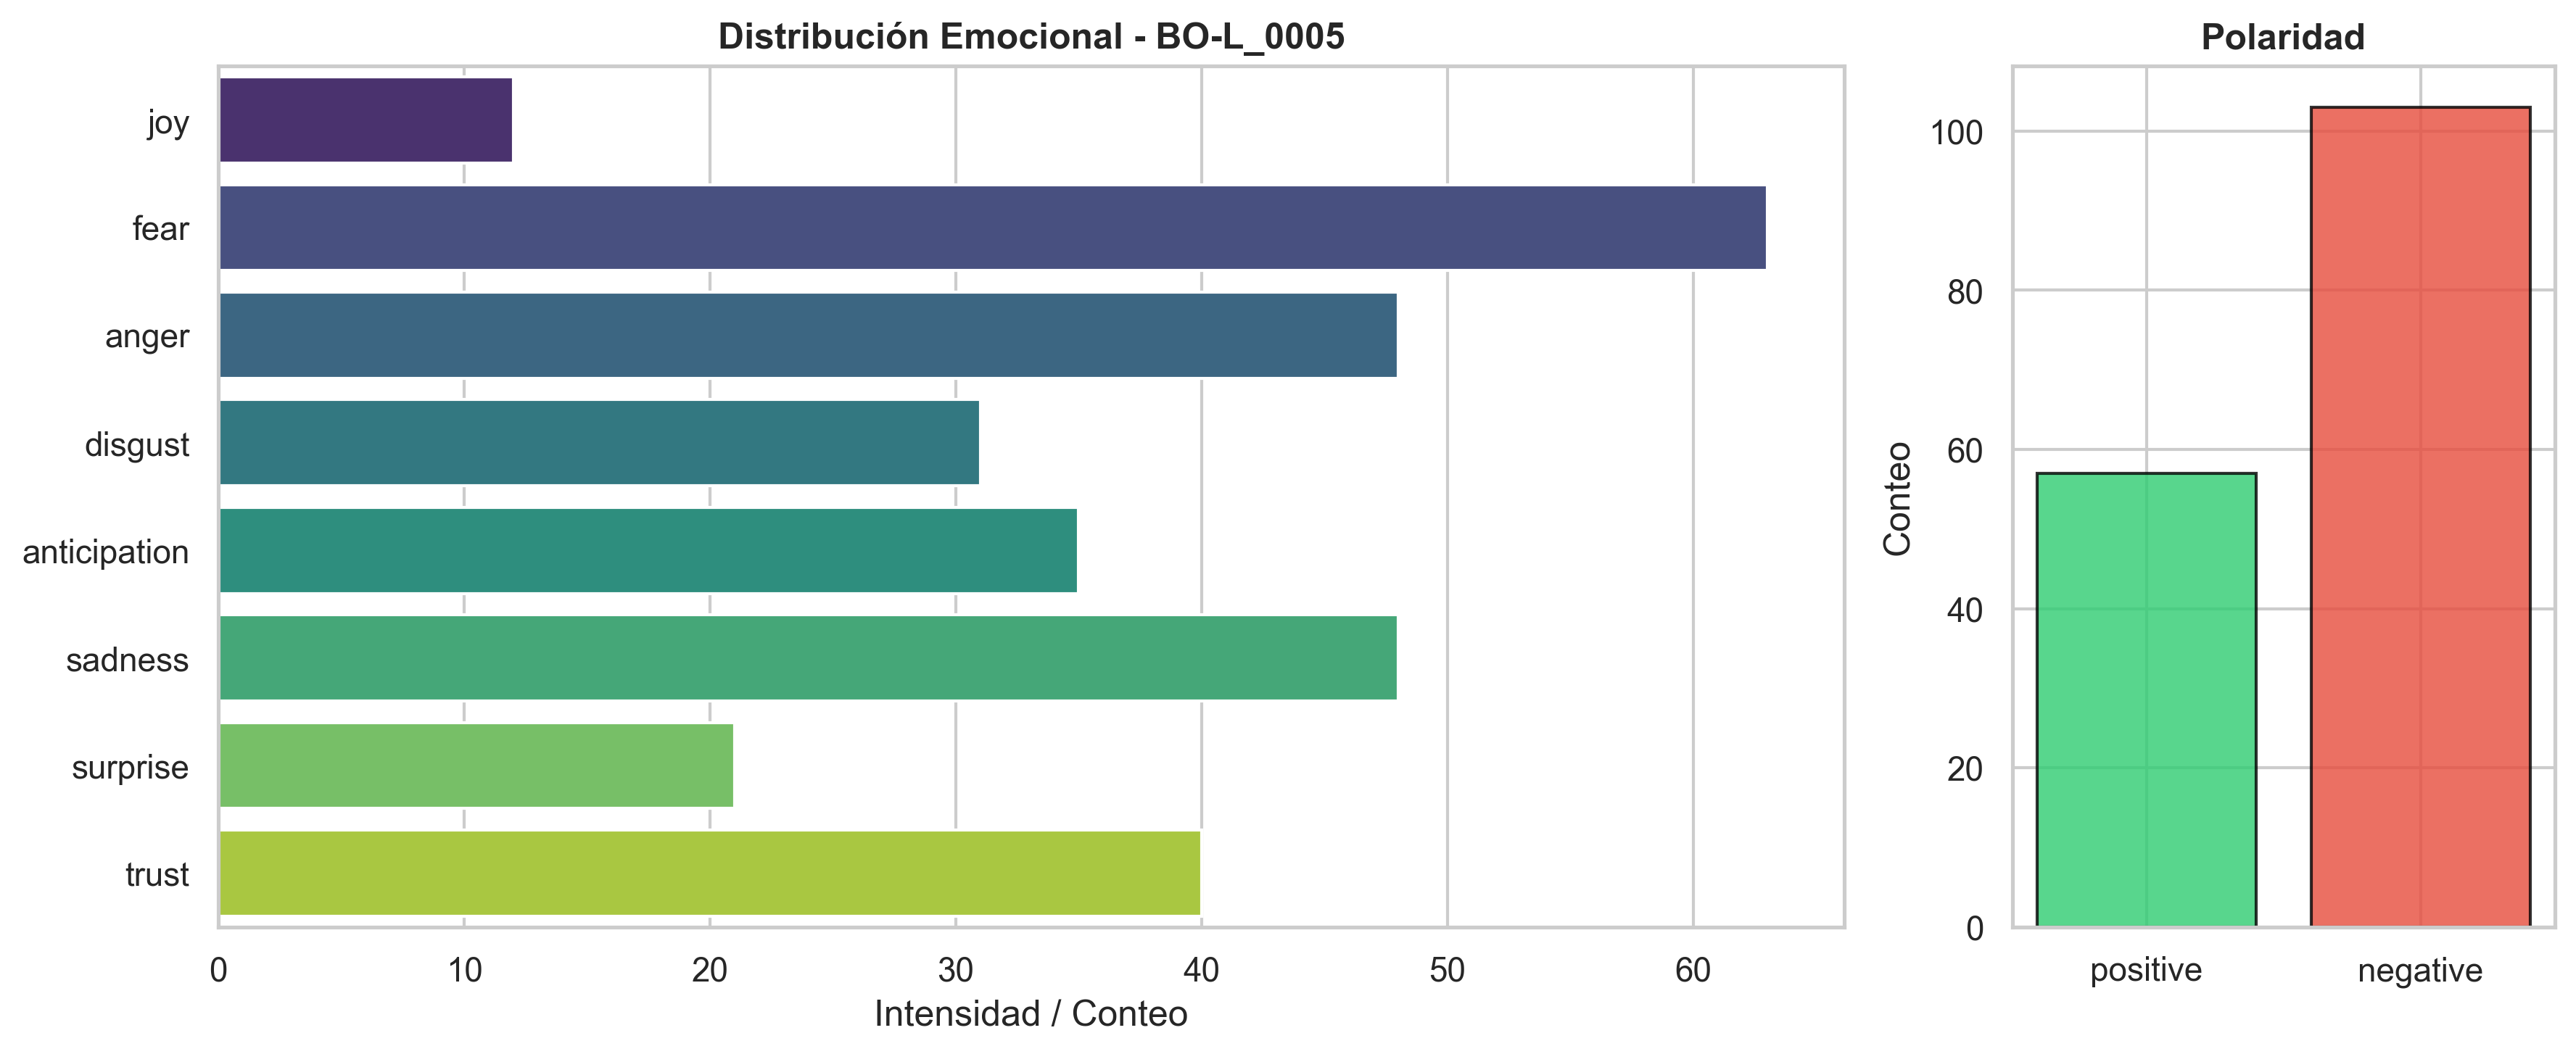 Distribución Emocional - BO-L_0005
joy
fear
anger
disgust
anticipation
sadness
surprise
trust
0 10 20 30 40 50 60
Intensidad / Conteo
Polaridad
Conteo
100
80
60
40
20
0
positive negative